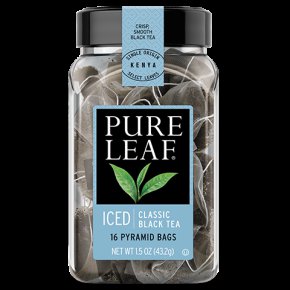 CRISP,
SMOOTH
BLACK TEA
SINGLE ORIGIN
KENYA
SELECT LEAVES
PURE
LEAF®
ICED
CLASSIC
BLACK TEA
16 PYRAMID BAGS
NET WT 1.5 OZ (43.2g)